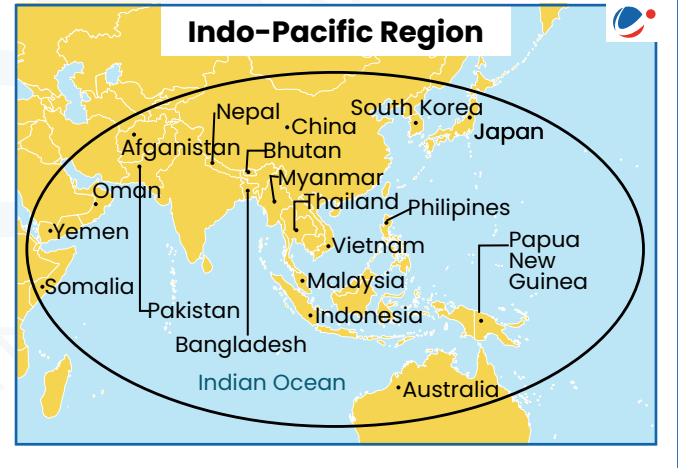 Indo-Pacific Region
Nepal
South Korea
China
Japan
Afganistan
Bhutan
Myanmar
Oman
Thailand
Philipines
Yemen
Vietnam
Papua
New
Guinea
Somalia
Malaysia
Pakistan
Indonesia
Bangladesh
Indian Ocean
Australia